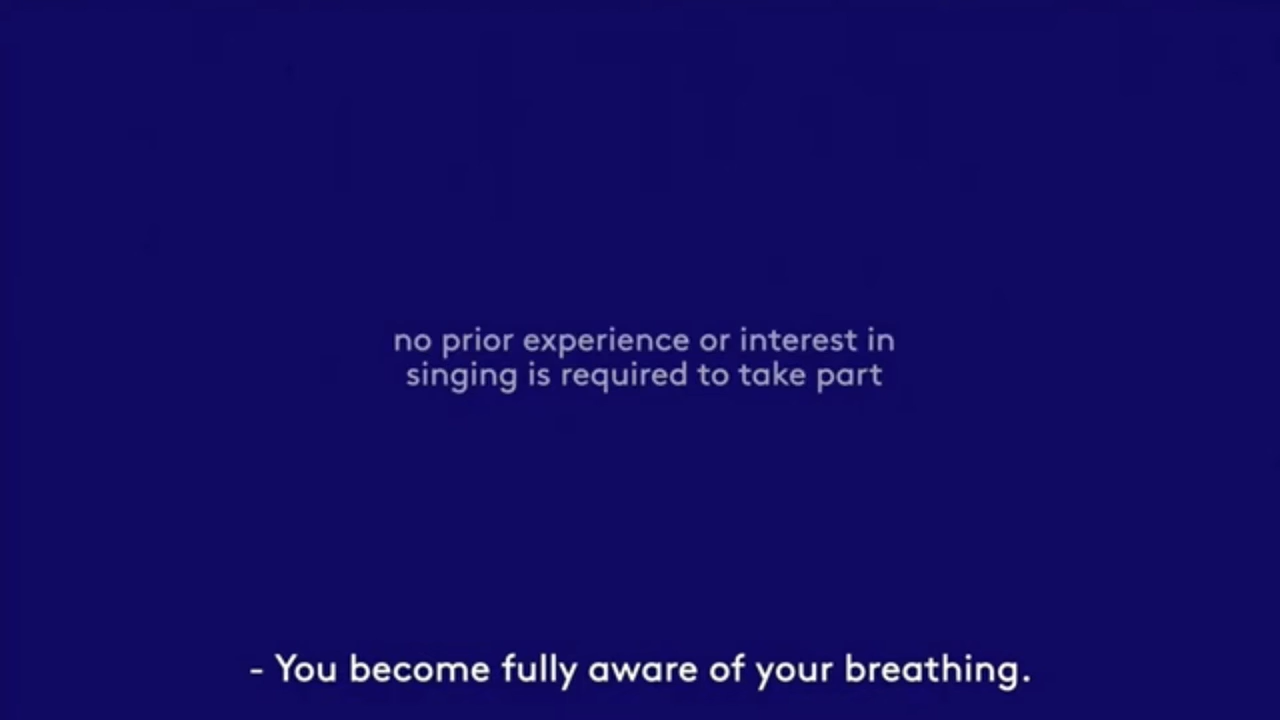 no prior experience or interest in
singing is required to take part
- You become fully aware of your breathing.